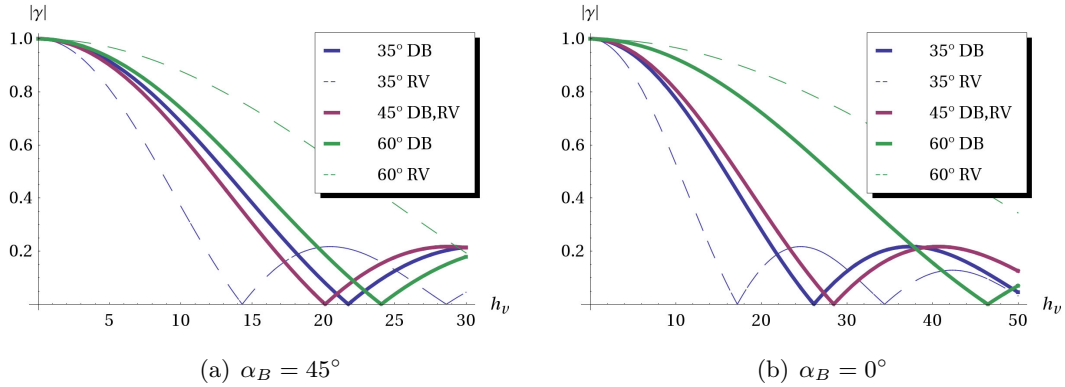 |γ|
1.0
0.8
0.6
0.4
0.2
5 10 15 20 25 30
h_v
35° DB
35° RV
45° DB,RV
60° DB
60° RV
(a) α_B = 45°
|γ|
1.0
0.8
0.6
0.4
0.2
10 20 30 40 50
h_v
35° DB
35° RV
45° DB,RV
60° DB
60° RV
(b) α_B = 0°